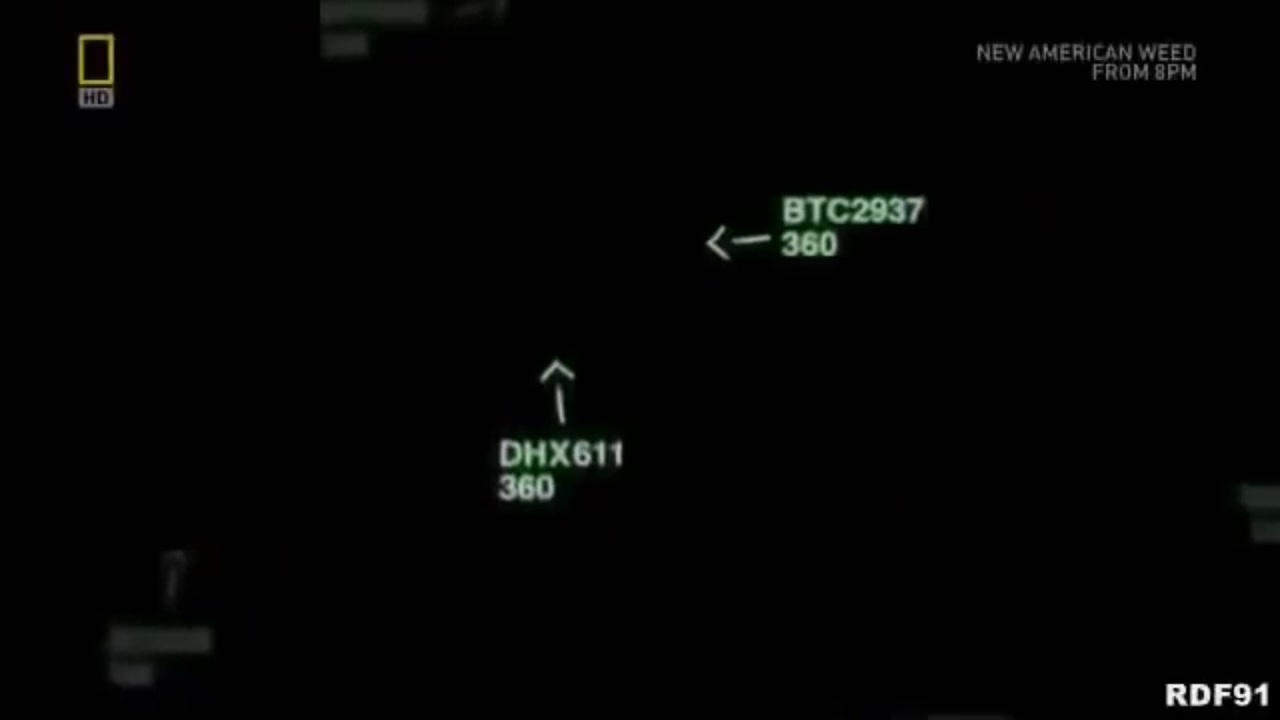 HD
NEW AMERICAN WEED
FROM 8PM
BTC2937
360
DHX611
360
RDF91